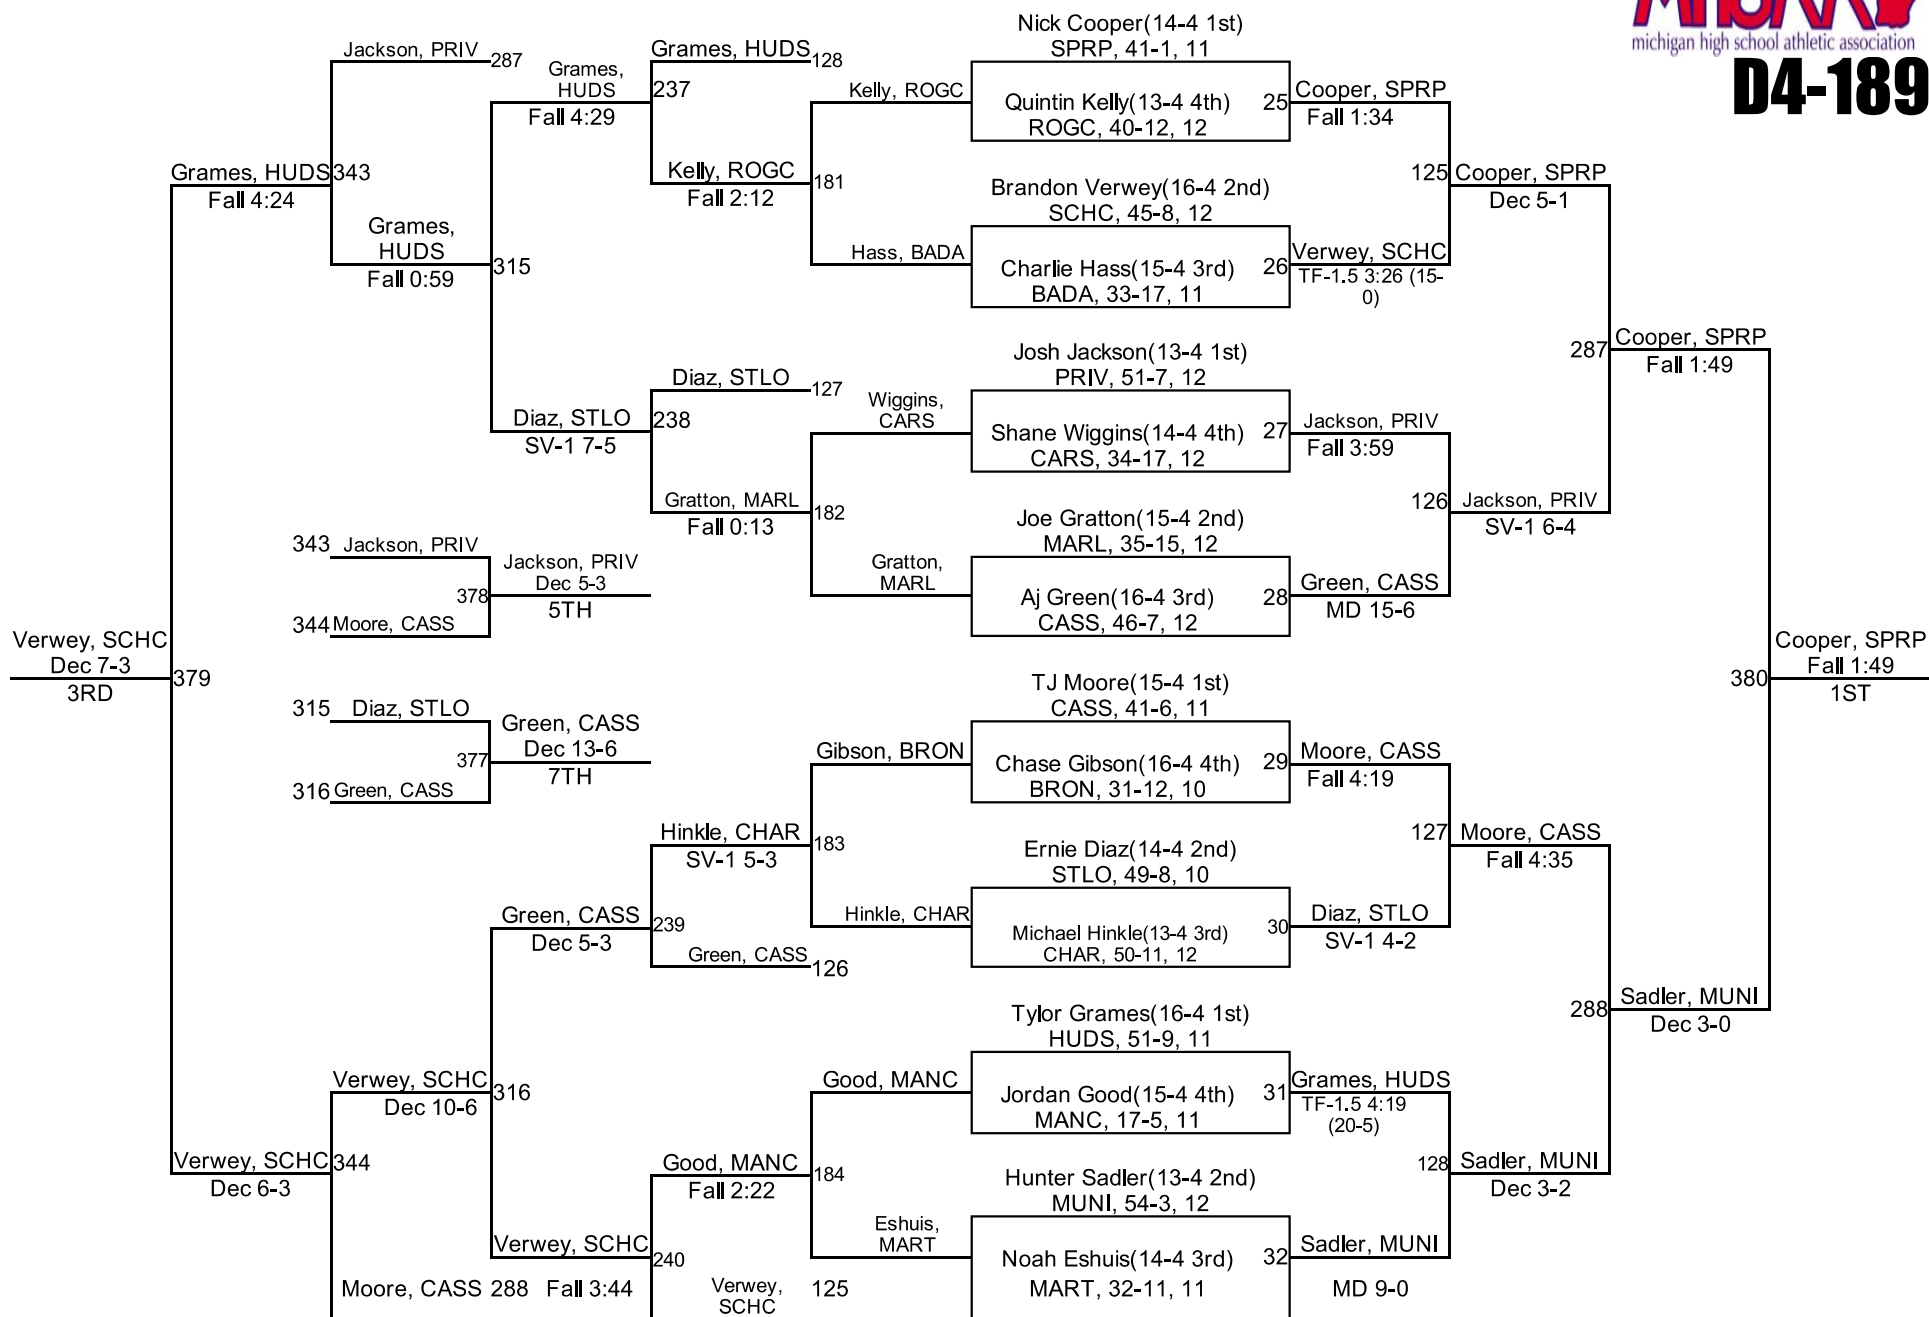 MHSAA
michigan high school athletic association
D4-189
Nick Cooper(14-4 1st)
SPRP, 41-1, 11
Quintin Kelly(13-4 4th)
ROGC, 40-12, 12
25
Brandon Verwey(16-4 2nd)
SCHC, 45-8, 12
Charlie Hass(15-4 3rd)
BADA, 33-17, 11
26
Josh Jackson(13-4 1st)
PRIV, 51-7, 12
Shane Wiggins(14-4 4th)
CARS, 34-17, 12
27
Joe Gratton(15-4 2nd)
MARL, 35-15, 12
Aj Green(16-4 3rd)
CASS, 46-7, 12
28
TJ Moore(15-4 1st)
CASS, 41-6, 11
Chase Gibson(16-4 4th)
BRON, 31-12, 10
29
Ernie Diaz(14-4 2nd)
STLO, 49-8, 10
Michael Hinkle(13-4 3rd)
CHAR, 50-11, 12
30
Tylor Grames(16-4 1st)
HUDS, 51-9, 11
Jordan Good(15-4 4th)
MANC, 17-5, 11
31
Hunter Sadler(13-4 2nd)
MUNI, 54-3, 12
Noah Eshuis(14-4 3rd)
MART, 32-11, 11
32
Cooper, SPRP
Fall 1:34
Verwey, SCHC
TF-1.5 3:26 (15-
0)
Jackson, PRIV
Fall 3:59
Green, CASS
MD 15-6
Moore, CASS
Fall 4:19
Diaz, STLO
SV-1 4-2
Grames, HUDS
TF-1.5 4:19
(20-5)
Sadler, MUNI
MD 9-0
125
Cooper, SPRP
Dec 5-1
126
Jackson, PRIV
SV-1 6-4
127
Moore, CASS
Fall 4:35
128
Sadler, MUNI
Dec 3-2
287
Cooper, SPRP
Fall 1:49
288
Sadler, MUNI
Dec 3-0
380
Cooper, SPRP
Fall 1:49
1ST
Kelly, ROGC
Hass, BADA
181
Kelly, ROGC
Fall 2:12
Wiggins,
CARS
Gratton,
MARL
182
Gratton, MARL
Fall 0:13
Gibson, BRON
Hinkle, CHAR
183
Hinkle, CHAR
SV-1 5-3
Good, MANC
Eshuis,
MART
184
Good, MANC
Fall 2:22
Grames, HUDS
128
237
Grames,
HUDS
Fall 4:29
Diaz, STLO
127
238
Diaz, STLO
SV-1 7-5
Green, CASS
126
239
Green, CASS
Dec 5-3
Verwey,
SCHC
125
240
Verwey, SCHC
Fall 3:44
315
Grames,
HUDS
Fall 0:59
316
Verwey, SCHC
Dec 10-6
Jackson, PRIV
287
343
Grames, HUDS
Fall 4:24
Moore, CASS
288
344
Verwey, SCHC
Dec 6-3
343
Jackson, PRIV
344
Moore, CASS
378
Jackson, PRIV
Dec 5-3
5TH
315
Diaz, STLO
316
Green, CASS
377
Green, CASS
Dec 13-6
7TH
379
Verwey, SCHC
Dec 7-3
3RD